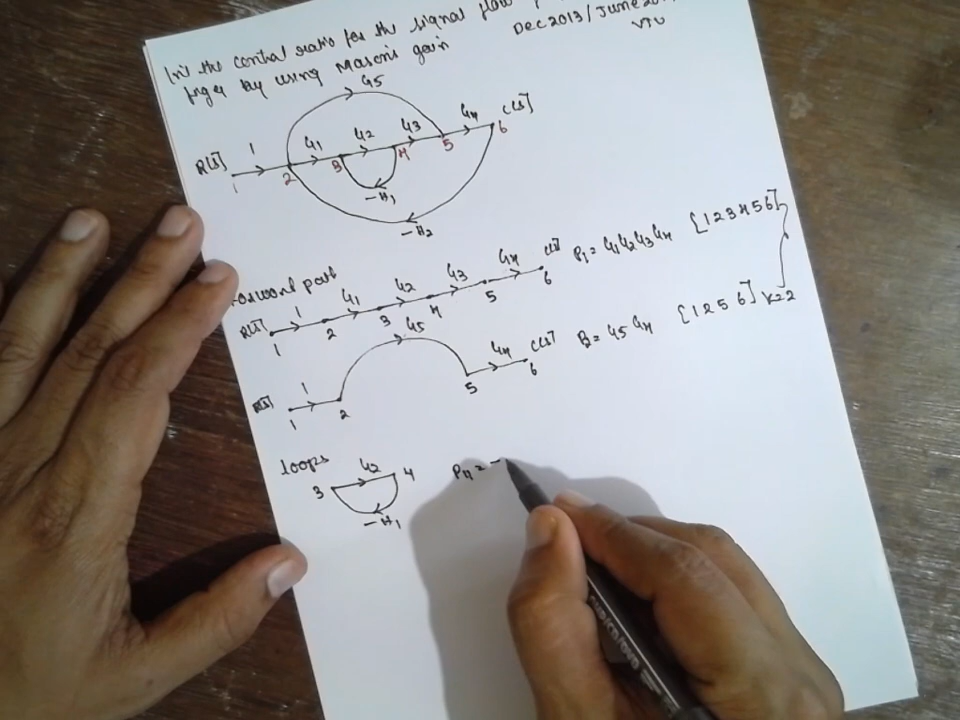 the control ratio for the signal flow
Dec 2013/June 20
VTU
by using Mason's gain
G5
R(s) 1 G1 G2 G3 G4 C(s)
1 2 3 4 5 6
-H1
-H2
Forward path
R(s) 1 G1 G2 G3 G4 C(s) P1 = G1G2G3G4 [1 2 3 4 5 6]
1 2 3 4 5 6
G5
R(s) 1 G4 C(s) P2 = G5 G4 [1 2 5 6] K=2
1 2 5 6
loops
3 G2 4 P11 = -
-H1